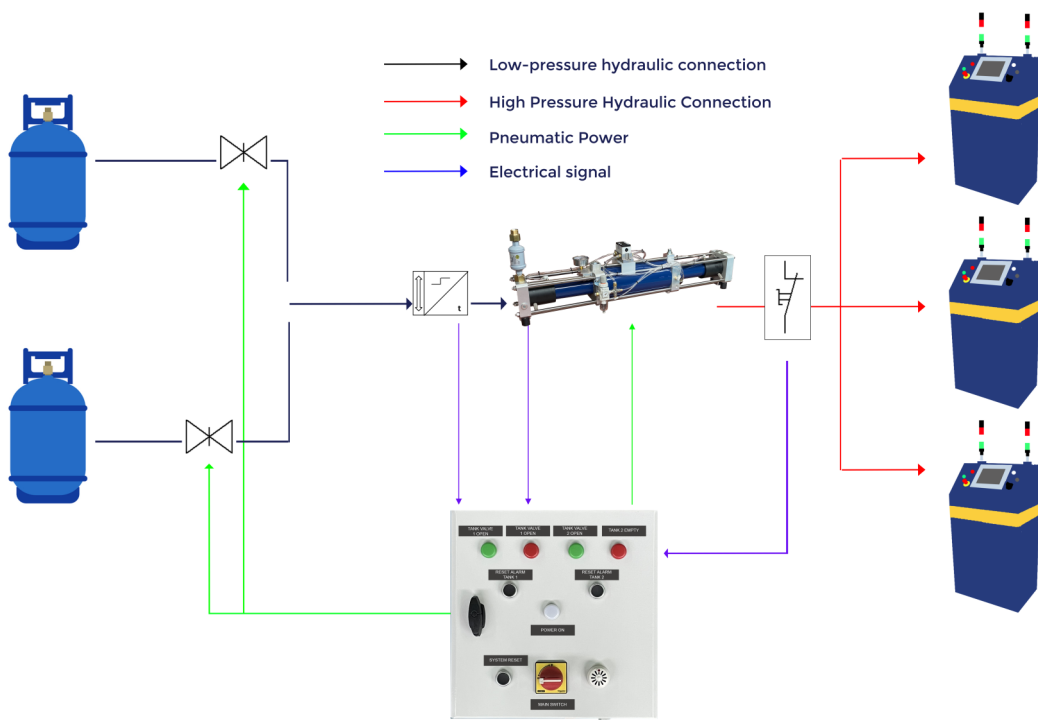 Low-pressure hydraulic connection
High Pressure Hydraulic Connection
Pneumatic Power
Electrical signal
t
TANK VALVE
1 OPEN
TANK VALVE
1 OPEN
TANK VALVE
2 OPEN
TANK 2 EMPTY
RESET ALARM
TANK 1
RESET ALARM
TANK 2
POWER ON
SYSTEM RESET
MAIN SWITCH